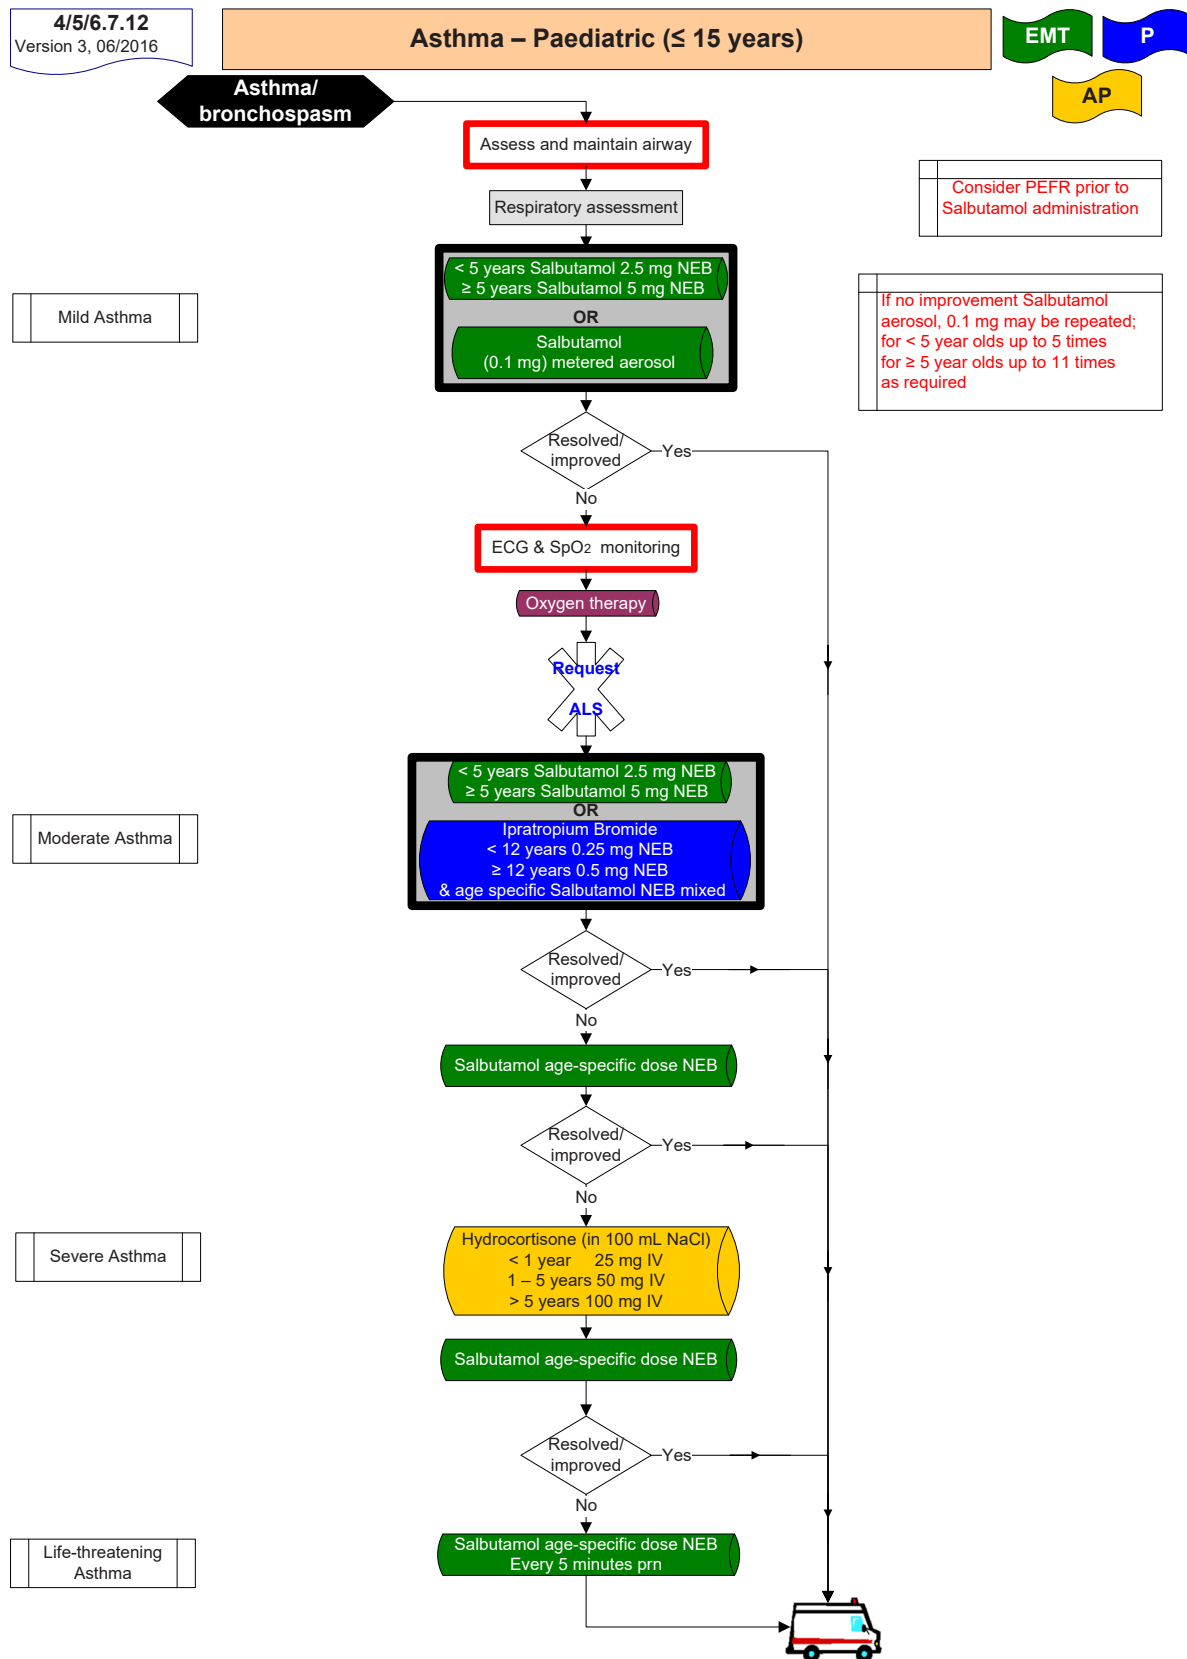 4/5/6.7.12
Version 3, 06/2016
Asthma – Paediatric (≤ 15 years)
EMT
P
AP
Asthma/
bronchospasm
Assess and maintain airway
Respiratory assessment
Consider PEFR prior to
Salbutamol administration
Mild Asthma
< 5 years Salbutamol 2.5 mg NEB
≥ 5 years Salbutamol 5 mg NEB
OR
Salbutamol
(0.1 mg) metered aerosol
If no improvement Salbutamol
aerosol, 0.1 mg may be repeated;
for < 5 year olds up to 5 times
for ≥ 5 year olds up to 11 times
as required
Resolved/
improved
Yes
No
ECG & SpO2 monitoring
Oxygen therapy
Request
ALS
Moderate Asthma
< 5 years Salbutamol 2.5 mg NEB
≥ 5 years Salbutamol 5 mg NEB
OR
Ipratropium Bromide
< 12 years 0.25 mg NEB
≥ 12 years 0.5 mg NEB
& age specific Salbutamol NEB mixed
Resolved/
improved
Yes
No
Salbutamol age-specific dose NEB
Resolved/
improved
Yes
No
Severe Asthma
Hydrocortisone (in 100 mL NaCl)
< 1 year 25 mg IV
1 – 5 years 50 mg IV
> 5 years 100 mg IV
Salbutamol age-specific dose NEB
Resolved/
improved
Yes
No
Life-threatening
Asthma
Salbutamol age-specific dose NEB
Every 5 minutes prn